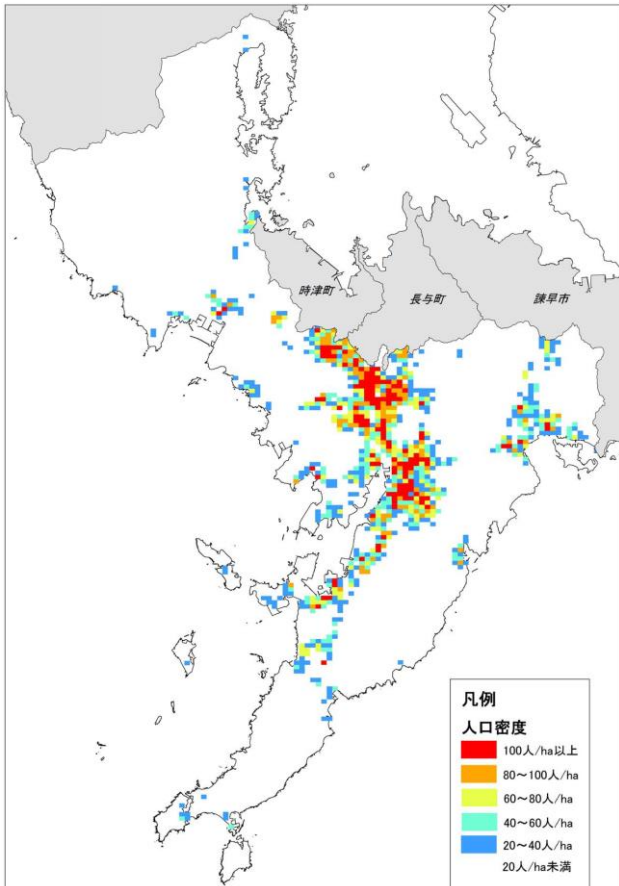 時津町
長与町
諫早市
凡例
人口密度
100人/ha以上
80～100人/ha
60～80人/ha
40～60人/ha
20～40人/ha
20人/ha未満